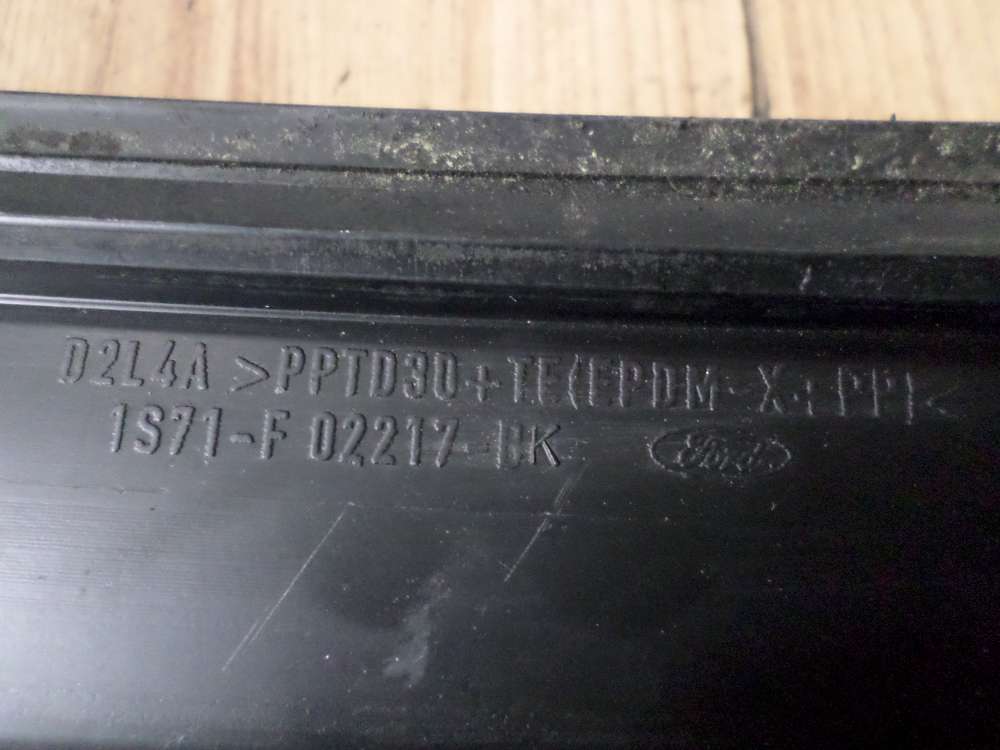 D2L4A >PPTD30+TE(EPDM-X+PP)<
1S71-F 02217-BK Ford